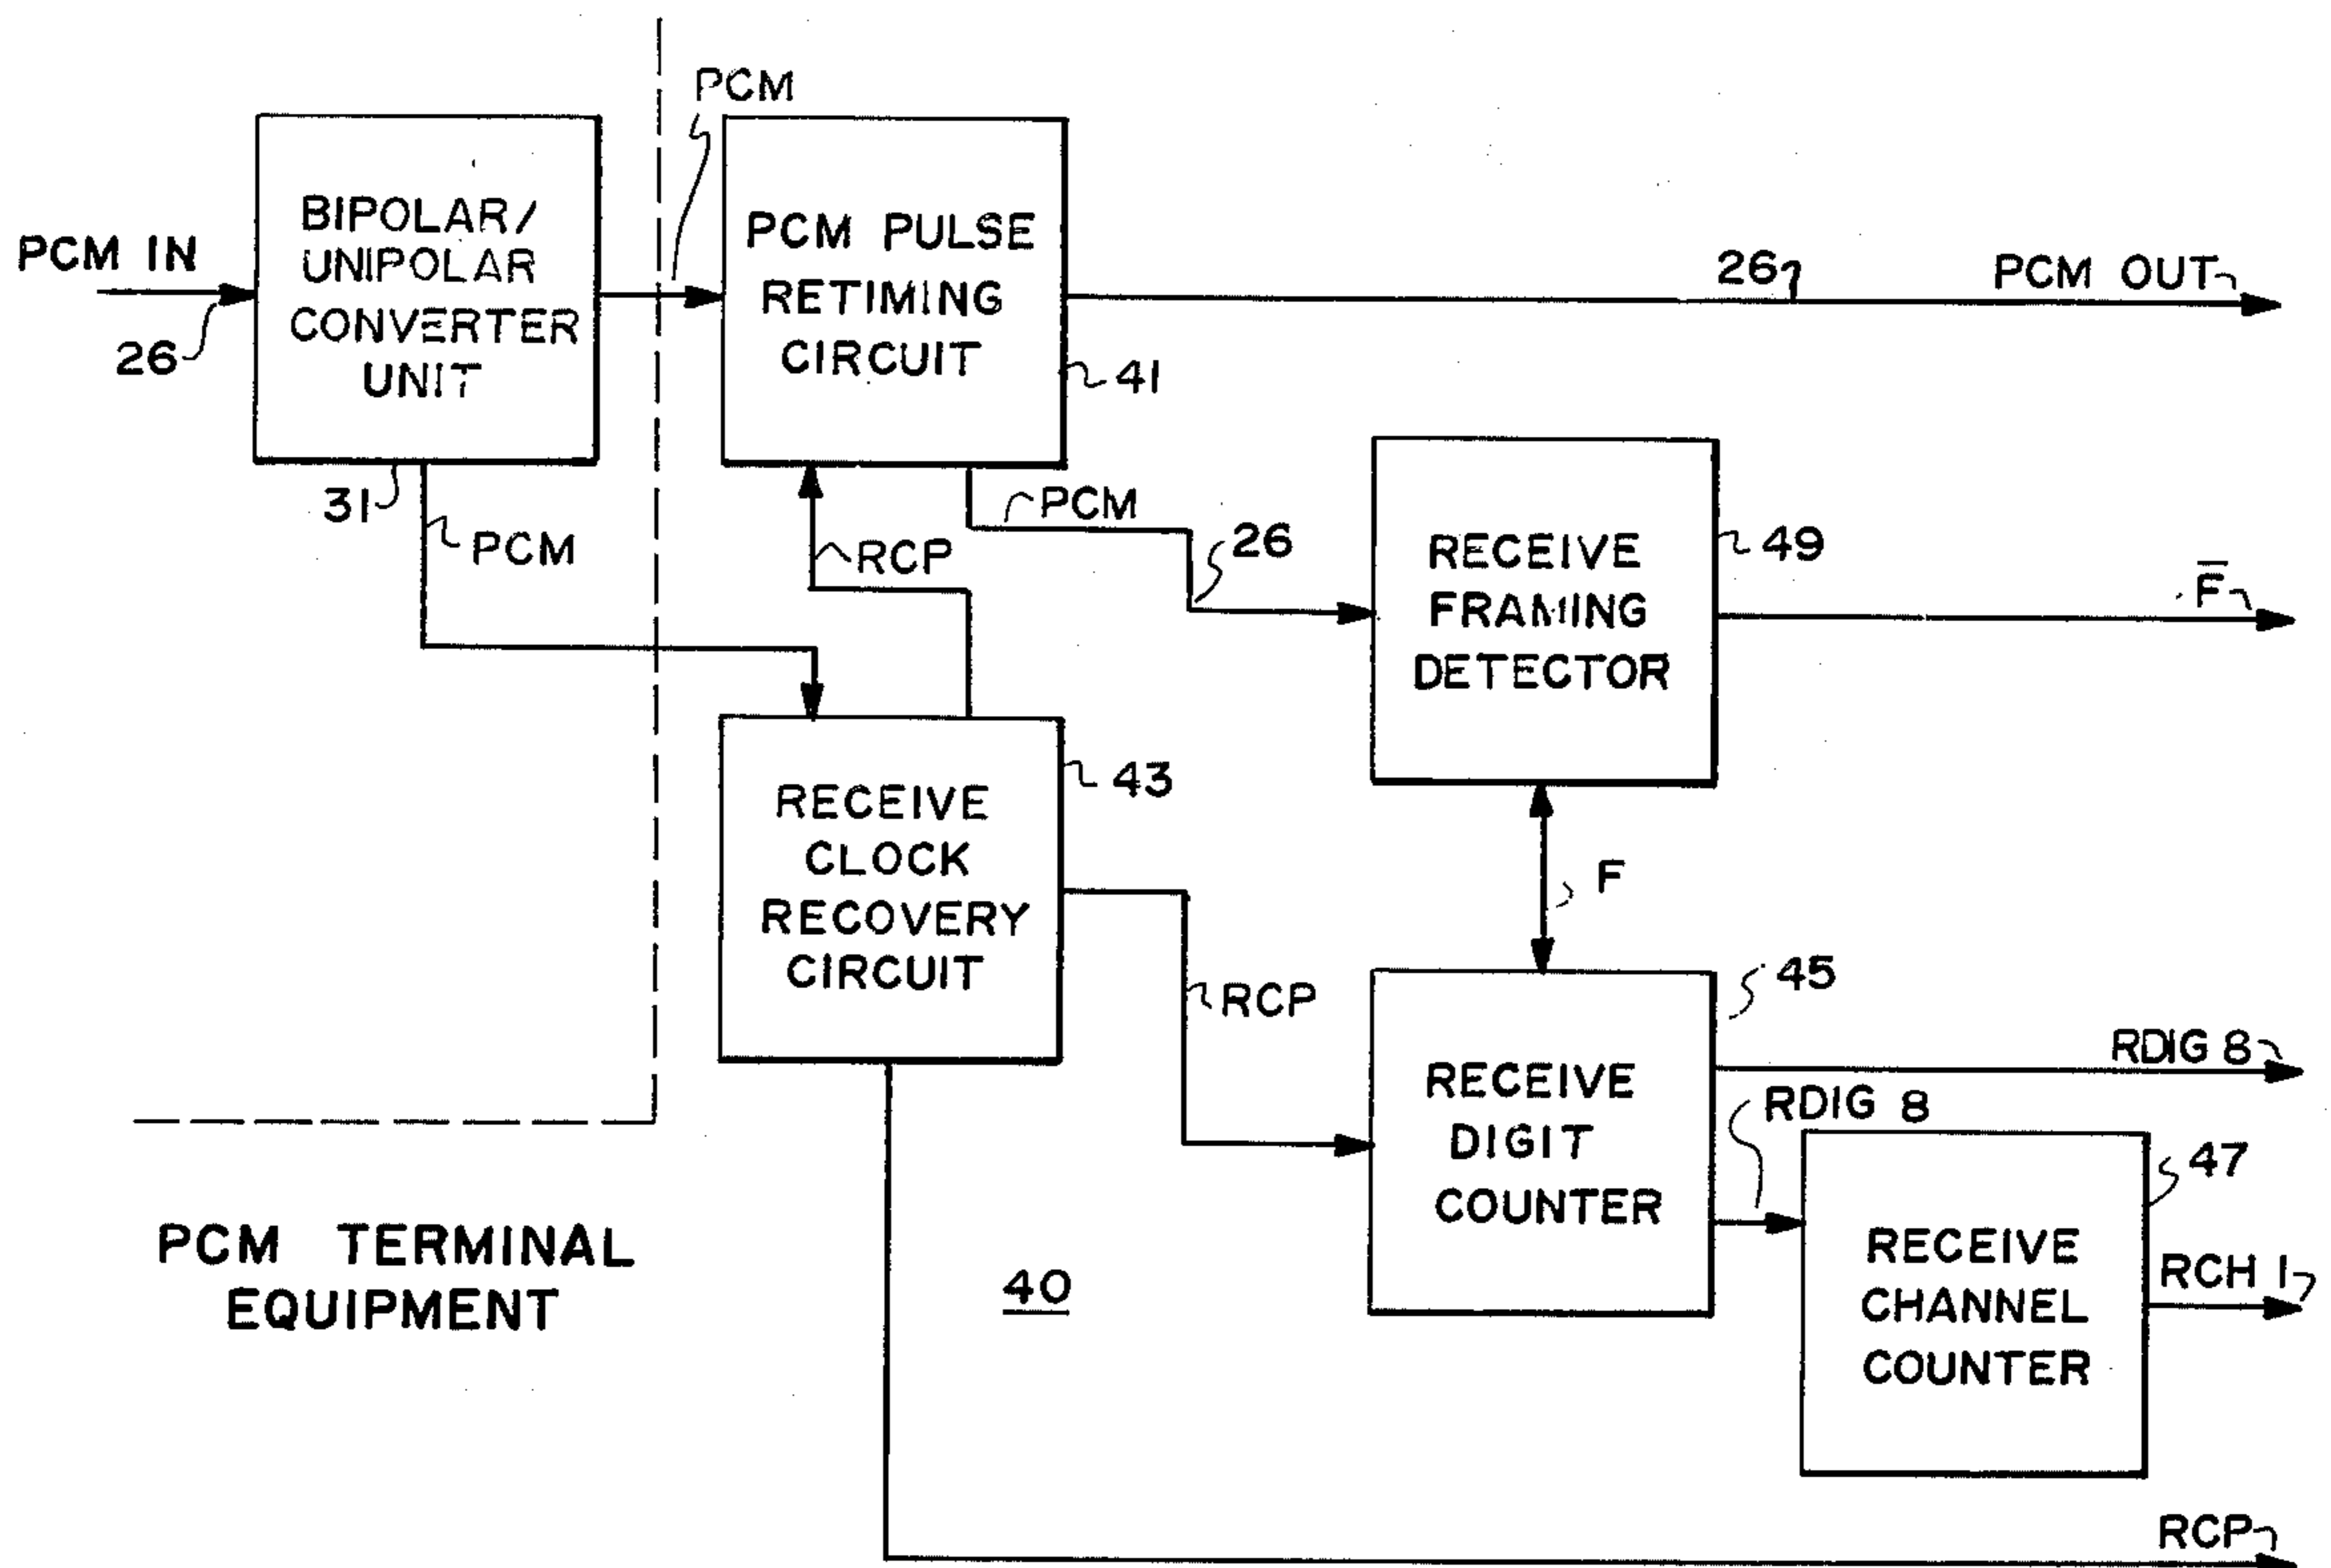 PCM
PCM IN
26
BIPOLAR/
UNIPOLAR
CONVERTER
UNIT
31
PCM
PCM PULSE
RETIMING
CIRCUIT
41
26
PCM OUT
RCP
PCM
26
RECEIVE
FRAMING
DETECTOR
49
F̅
RECEIVE
CLOCK
RECOVERY
CIRCUIT
43
F
RCP
RECEIVE
DIGIT
COUNTER
45
RDIG 8
RDIG 8
RECEIVE
CHANNEL
COUNTER
47
RCH 1
PCM TERMINAL
EQUIPMENT
40
RCP